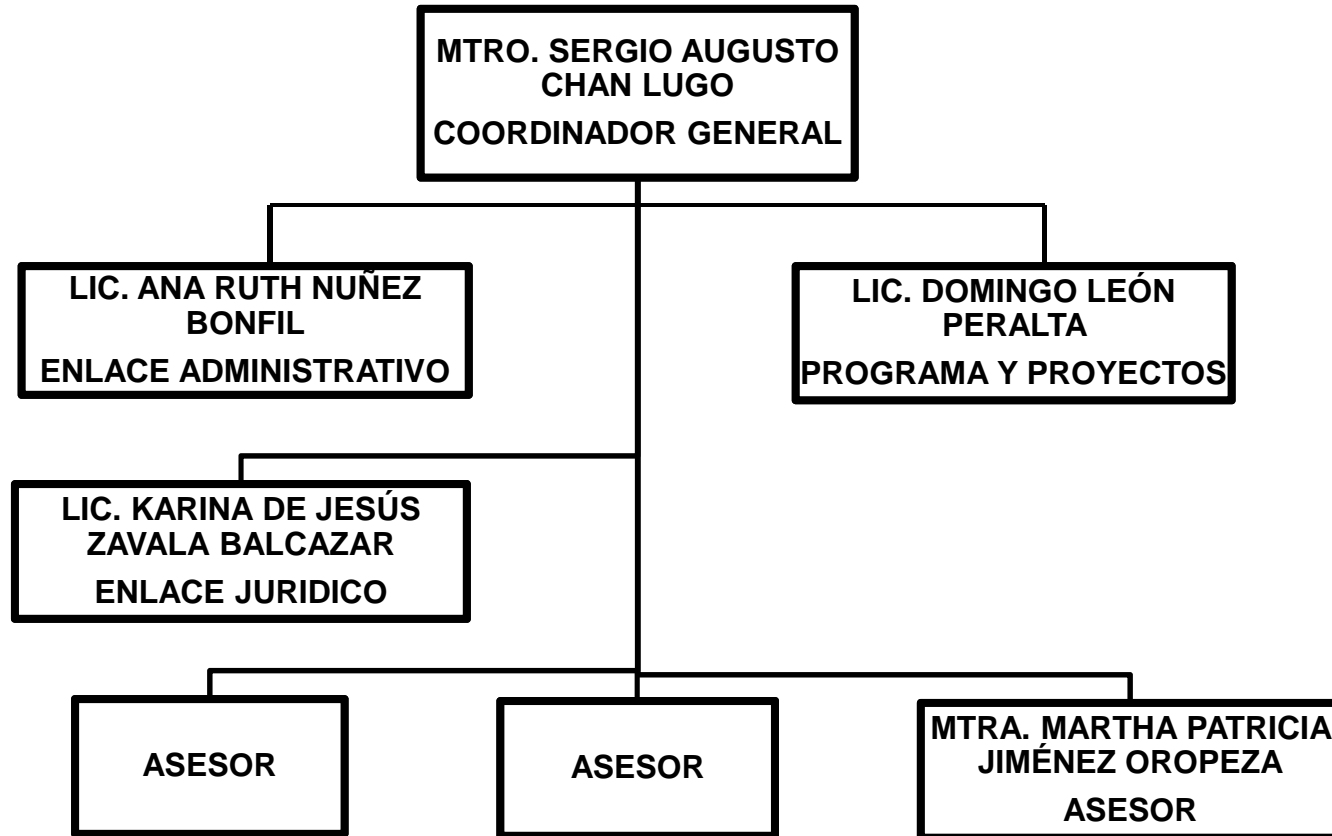 MTRO. SERGIO AUGUSTO
CHAN LUGO
COORDINADOR GENERAL
LIC. ANA RUTH NUÑEZ
BONFIL
ENLACE ADMINISTRATIVO
LIC. DOMINGO LEÓN
PERALTA
PROGRAMA Y PROYECTOS
LIC. KARINA DE JESÚS
ZAVALA BALCAZAR
ENLACE JURIDICO
ASESOR
ASESOR
MTRA. MARTHA PATRICIA
JIMÉNEZ OROPEZA
ASESOR